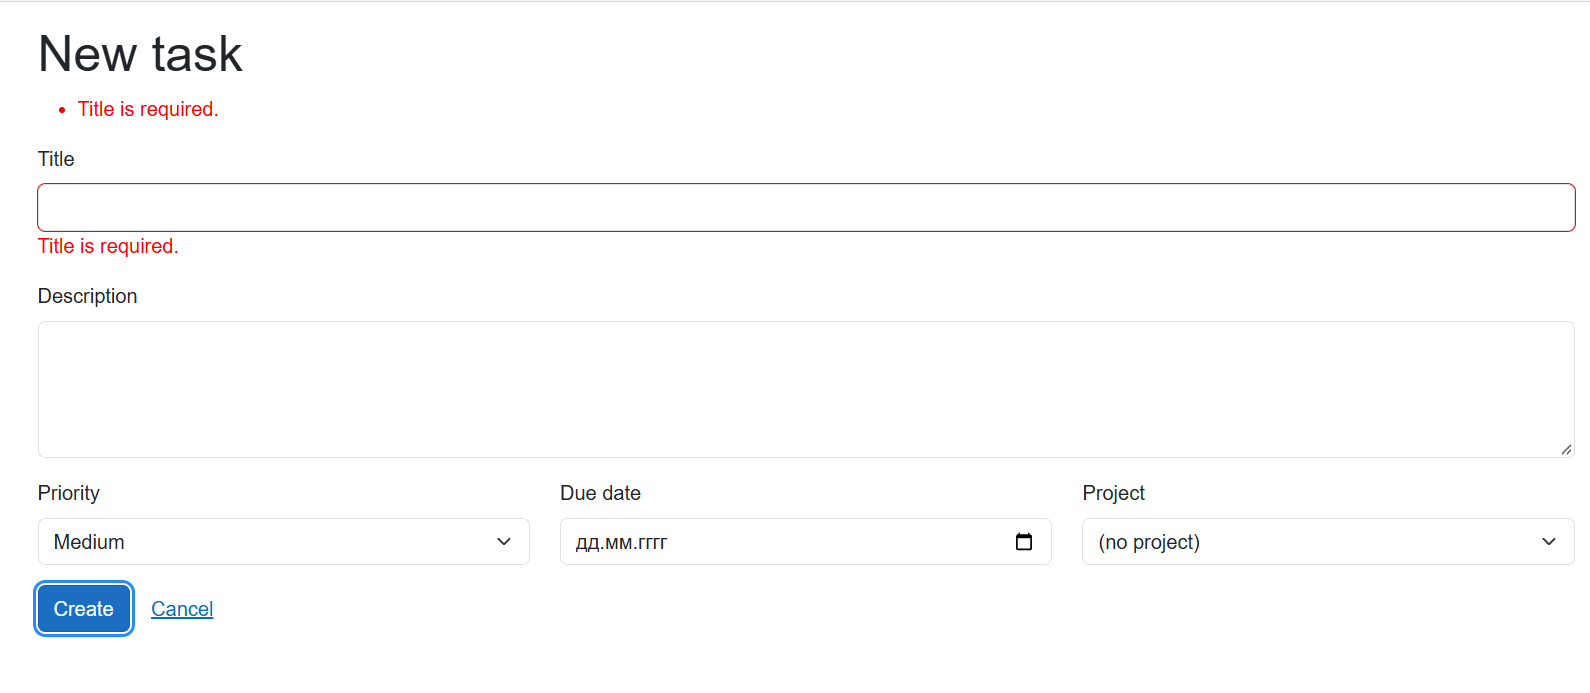 New task
Title is required.
Title
Title is required.
Description
Priority
Due date
Project
Medium
дд.мм.гггг
(no project)
Create
Cancel